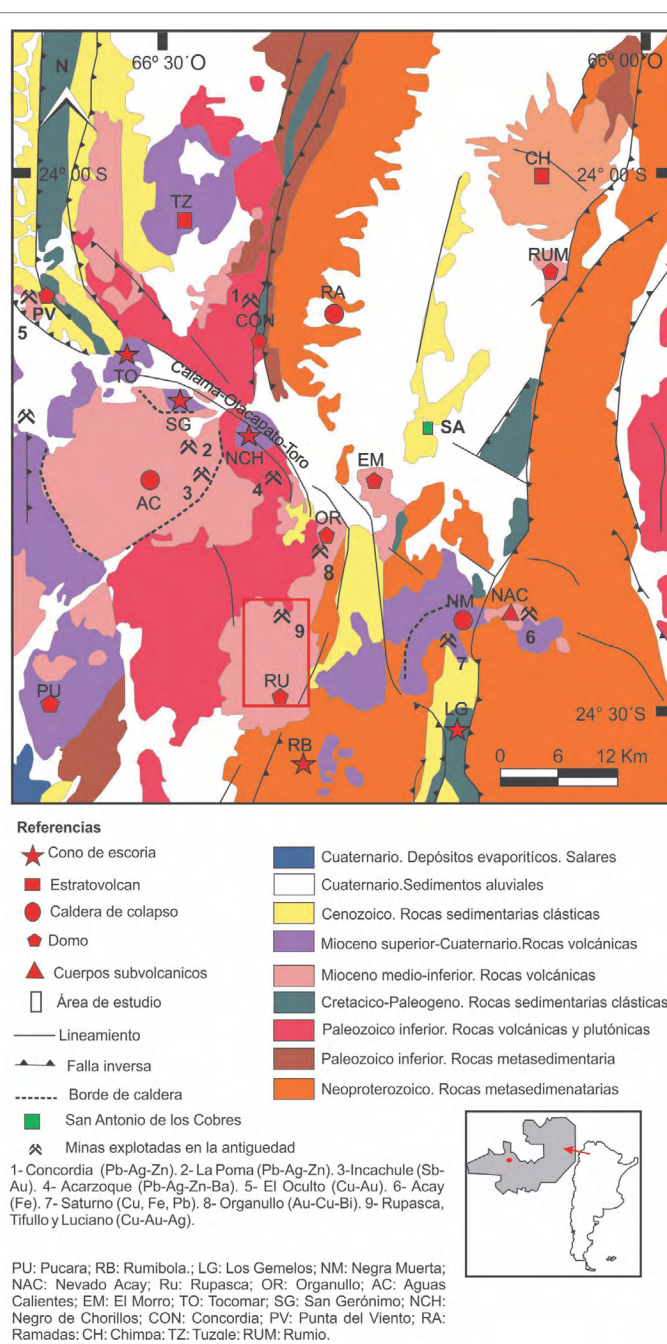 66º 30´O
66º 00´ O
N
24º 00 S
24º 00´S
TZ
CH
RUM
PV
1
CON
RA
5
TO
Calama-Olacapato-Toro
SG
SA
2
NCH
EM
3
4
AC
OR
8
9
NM
NAC
7
6
PU
RU
LG
24° 30´S
RB
0 6 12 Km
Referencias
Cono de escoria
Estratovolcan
Caldera de colapso
Domo
Cuerpos subvolcanicos
Área de estudio
Lineamiento
Falla inversa
Borde de caldera
San Antonio de los Cobres
Minas explotadas en la antiguedad
Cuaternario. Depósitos evaporitícos. Salares
Cuaternario.Sedimentos aluviales
Cenozoico. Rocas sedimentarias clásticas
Mioceno superior-Cuaternario.Rocas volcánicas
Mioceno medio-inferior. Rocas volcánicas
Cretacico-Paleogeno. Rocas sedimentarias clásticas
Paleozoico inferior. Rocas volcánicas y plutónicas
Paleozoico inferior. Rocas metasedimentaria
Neoproterozoico. Rocas metasedimenatarias
1- Concordia (Pb-Ag-Zn). 2- La Poma (Pb-Ag-Zn). 3-Incachule (Sb-
Au). 4- Acarzoque (Pb-Ag-Zn-Ba). 5- El Oculto (Cu-Au). 6- Acay
(Fe). 7- Saturno (Cu, Fe, Pb). 8- Organullo (Au-Cu-Bi). 9- Rupasca,
Tifullo y Luciano (Cu-Au-Ag).
PU: Pucara; RB: Rumibola.; LG: Los Gemelos; NM: Negra Muerta;
NAC: Nevado Acay; Ru: Rupasca; OR: Organullo; AC: Aguas
Calientes; EM: El Morro; TO: Tocomar; SG: San Gerónimo; NCH:
Negro de Chorillos; CON: Concordia; PV: Punta del Viento; RA:
Ramadas; CH: Chimpa; TZ: Tuzgle; RUM: Rumio.